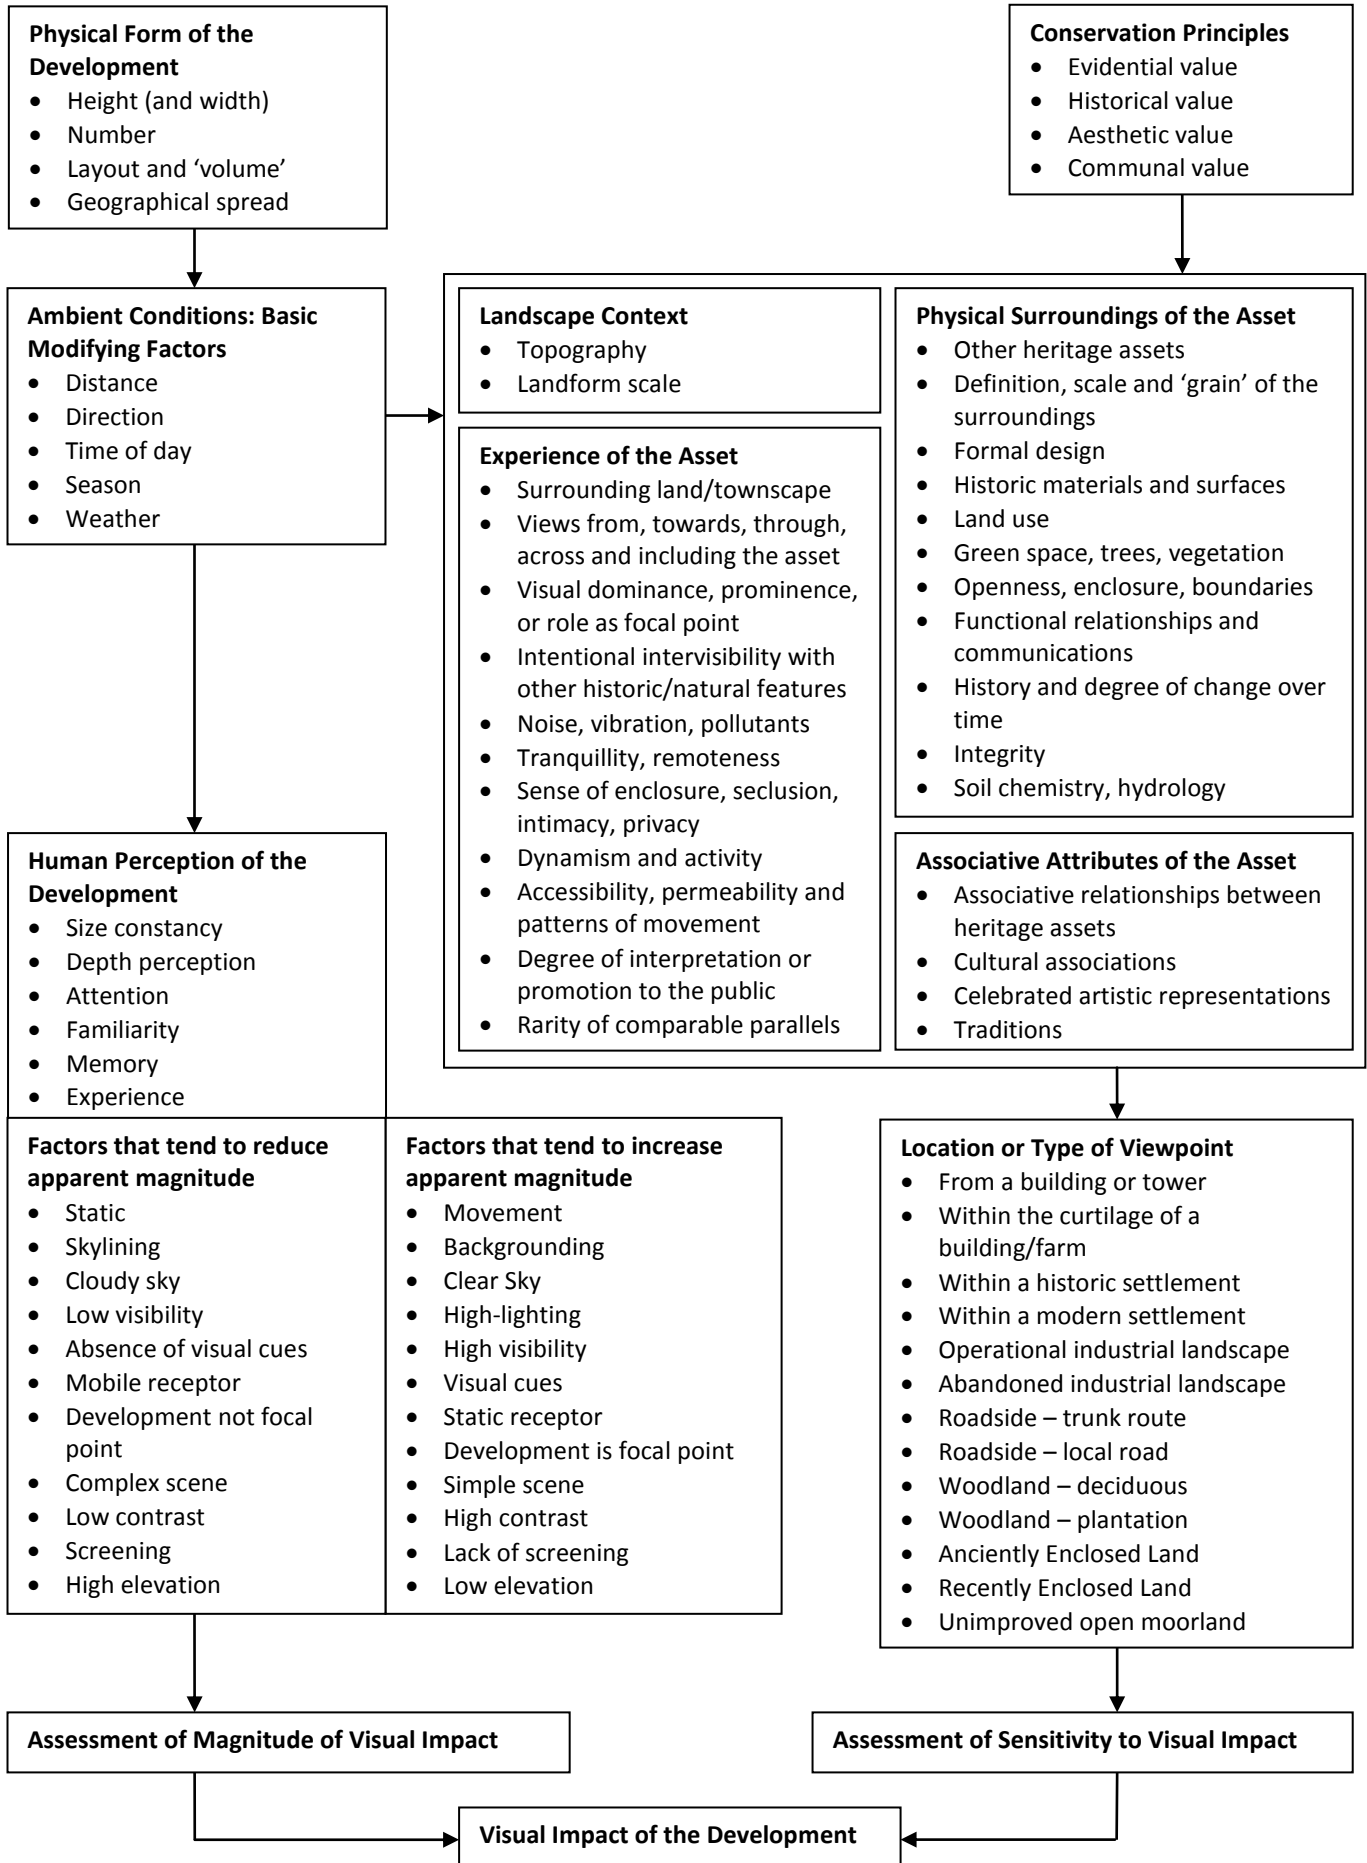 Physical Form of the
Development
• Height (and width)
• Number
• Layout and ‘volume’
• Geographical spread
Conservation Principles
• Evidential value
• Historical value
• Aesthetic value
• Communal value
Ambient Conditions: Basic
Modifying Factors
• Distance
• Direction
• Time of day
• Season
• Weather
Landscape Context
• Topography
• Landform scale
Experience of the Asset
• Surrounding land/townscape
• Views from, towards, through,
across and including the asset
• Visual dominance, prominence,
or role as focal point
• Intentional intervisibility with
other historic/natural features
• Noise, vibration, pollutants
• Tranquillity, remoteness
• Sense of enclosure, seclusion,
intimacy, privacy
• Dynamism and activity
• Accessibility, permeability and
patterns of movement
• Degree of interpretation or
promotion to the public
• Rarity of comparable parallels
Physical Surroundings of the Asset
• Other heritage assets
• Definition, scale and ‘grain’ of the
surroundings
• Formal design
• Historic materials and surfaces
• Land use
• Green space, trees, vegetation
• Openness, enclosure, boundaries
• Functional relationships and
communications
• History and degree of change over
time
• Integrity
• Soil chemistry, hydrology
Associative Attributes of the Asset
• Associative relationships between
heritage assets
• Cultural associations
• Celebrated artistic representations
• Traditions
Human Perception of the
Development
• Size constancy
• Depth perception
• Attention
• Familiarity
• Memory
• Experience
Factors that tend to reduce
apparent magnitude
• Static
• Skylining
• Cloudy sky
• Low visibility
• Absence of visual cues
• Mobile receptor
• Development not focal
point
• Complex scene
• Low contrast
• Screening
• High elevation
Factors that tend to increase
apparent magnitude
• Movement
• Backgrounding
• Clear Sky
• High-lighting
• High visibility
• Visual cues
• Static receptor
• Development is focal point
• Simple scene
• High contrast
• Lack of screening
• Low elevation
Location or Type of Viewpoint
• From a building or tower
• Within the curtilage of a
building/farm
• Within a historic settlement
• Within a modern settlement
• Operational industrial landscape
• Abandoned industrial landscape
• Roadside – trunk route
• Roadside – local road
• Woodland – deciduous
• Woodland – plantation
• Anciently Enclosed Land
• Recently Enclosed Land
• Unimproved open moorland
Assessment of Magnitude of Visual Impact
Assessment of Sensitivity to Visual Impact
Visual Impact of the Development